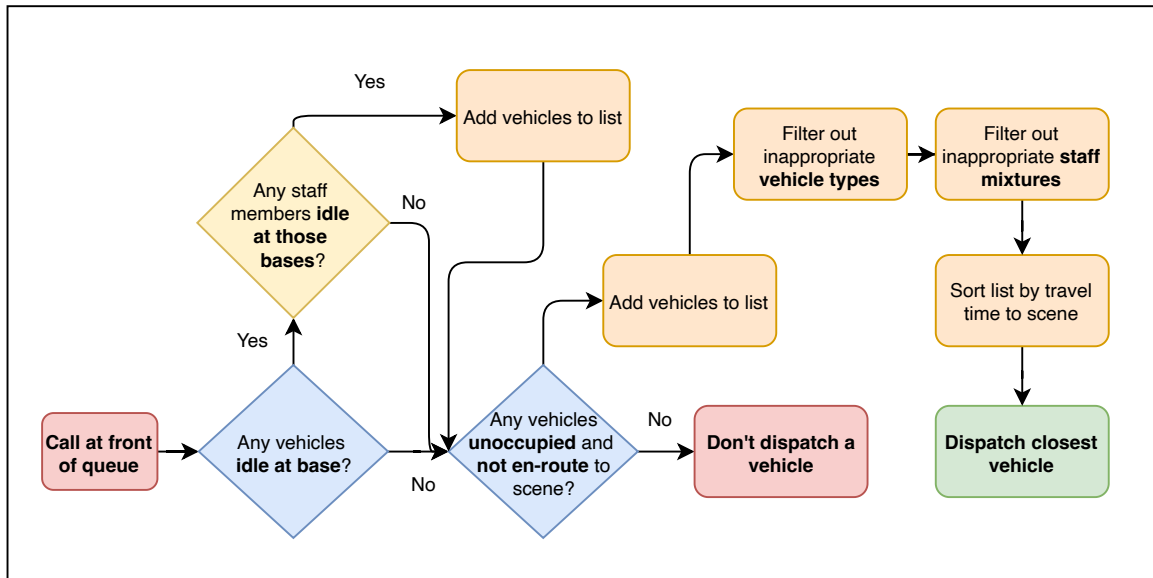 Yes
Add vehicles to list
Filter out
inappropriate
vehicle types
Filter out
inappropriate staff
mixtures
Any staff
members idle
at those
bases?
No
Add vehicles to list
Sort list by travel
time to scene
Yes
Call at front
of queue
Any vehicles
idle at base?
No
Any vehicles
unoccupied and
not en-route to
scene?
No
Don't dispatch a
vehicle
Dispatch closest
vehicle